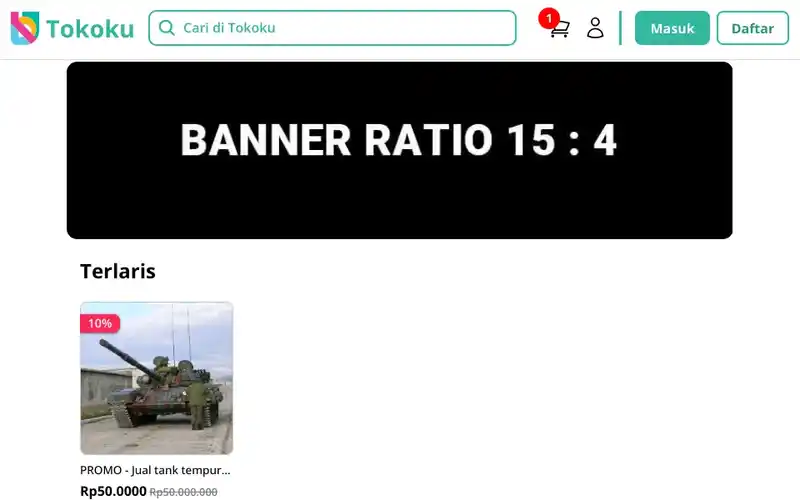 Tokoku
Cari di Tokoku
1
Masuk
Daftar
BANNER RATIO 15 : 4
Terlaris
10%
PROMO - Jual tank tempur...
Rp50.0000 Rp50.000.000